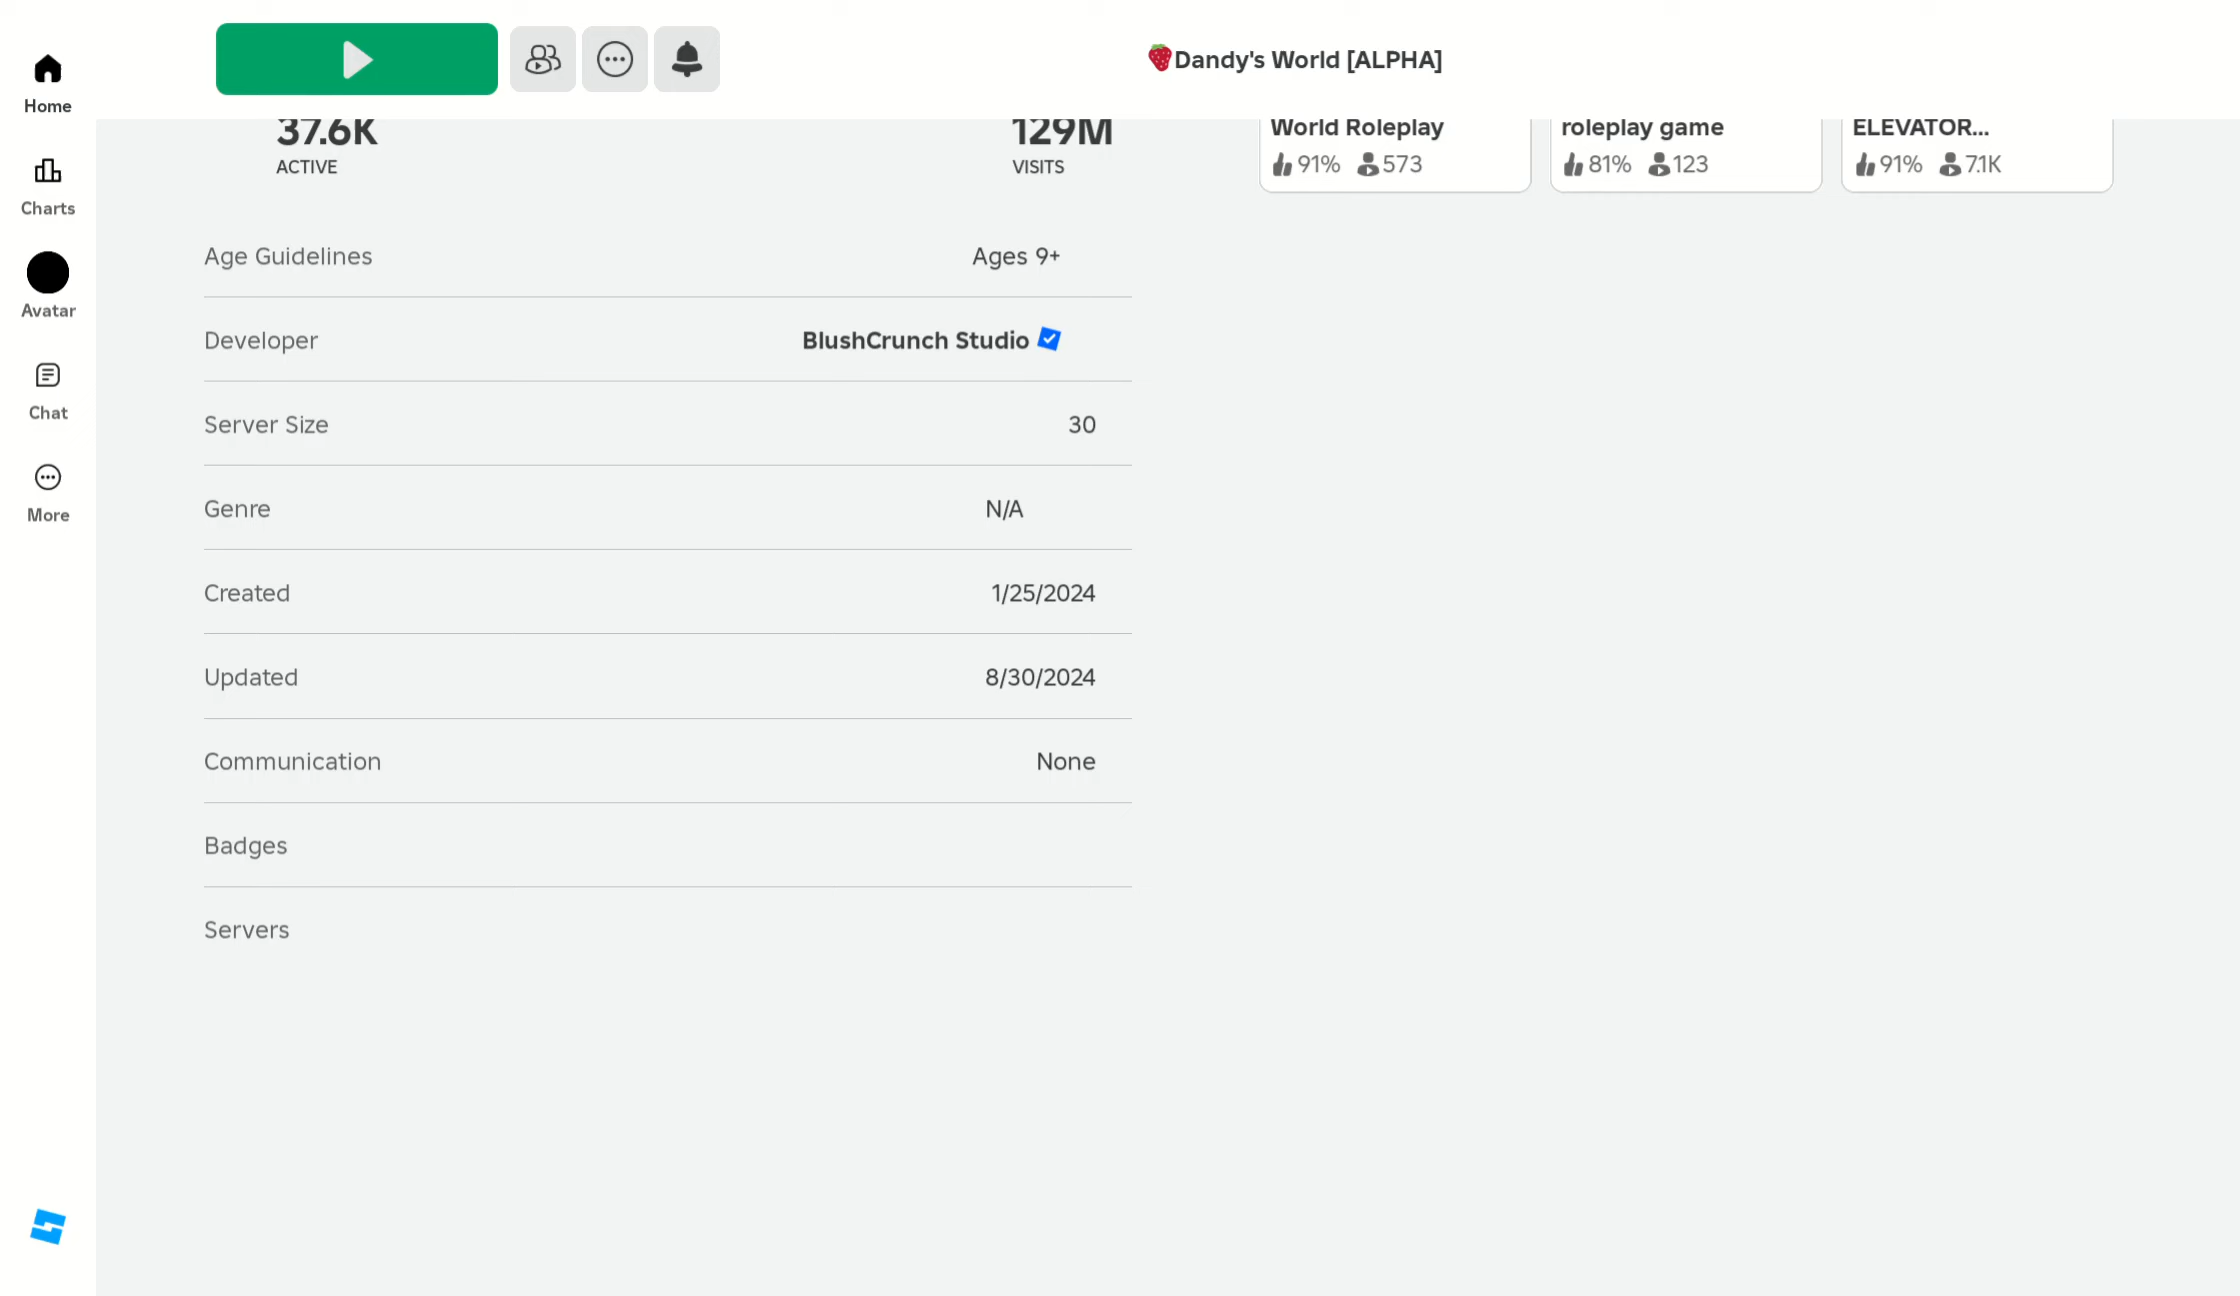 Home
Charts
Avatar
Chat
More
🍓Dandy's World [ALPHA]
37.6K
ACTIVE
129M
VISITS
World Roleplay
91% 573
roleplay game
81% 123
ELEVATOR...
91% 7.1K
Age Guidelines Ages 9+
Developer BlushCrunch Studio
Server Size 30
Genre N/A
Created 1/25/2024
Updated 8/30/2024
Communication None
Badges
Servers